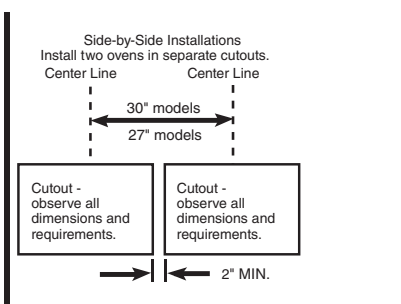 Side-by-Side Installations
Install two ovens in separate cutouts.
Center Line Center Line
30" models
27" models
Cutout -
observe all
dimensions and
requirements.
Cutout -
observe all
dimensions and
requirements.
2" MIN.